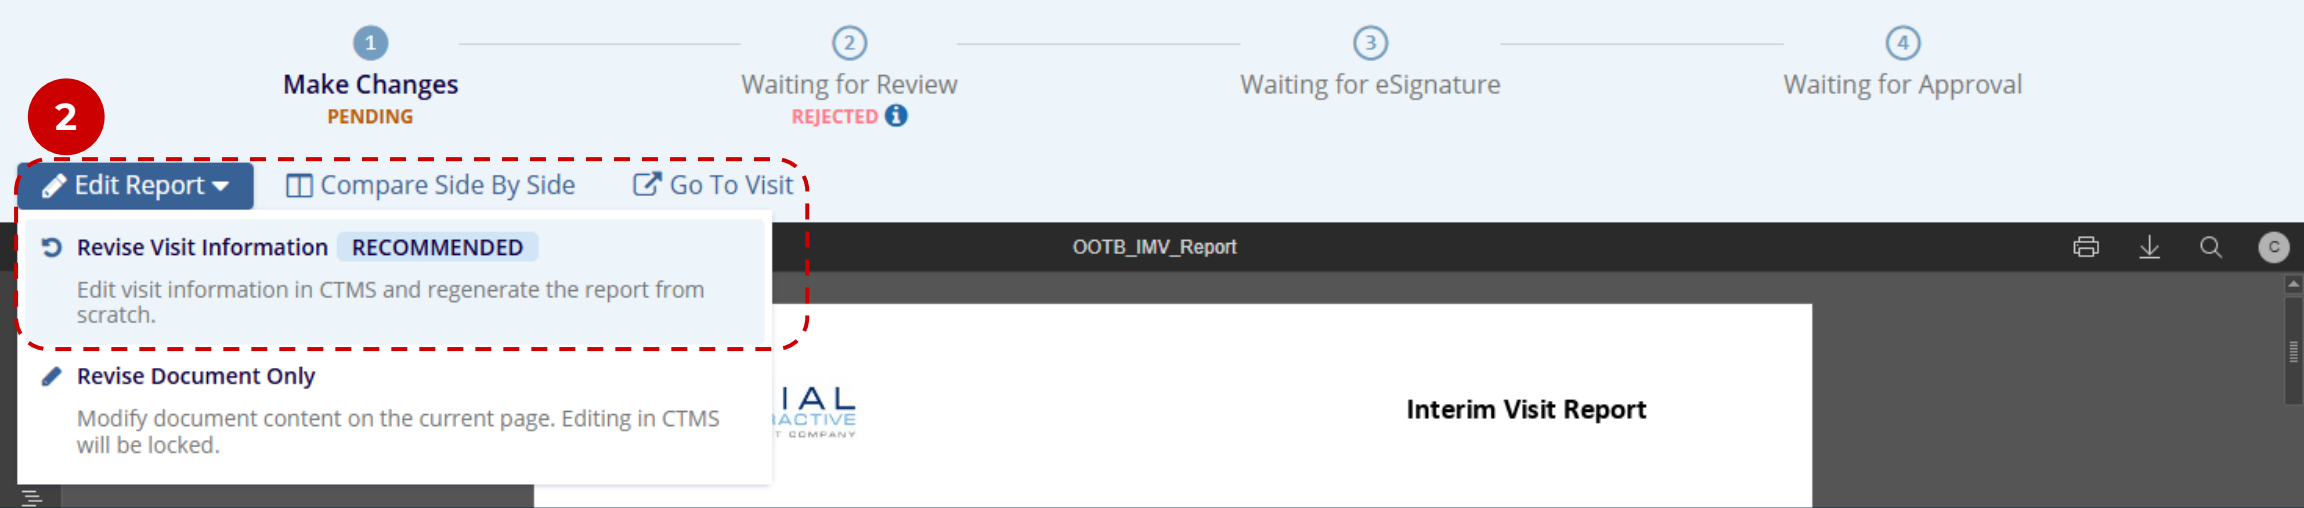 1
2
3
4
Make Changes
Waiting for Review
Waiting for eSignature
Waiting for Approval
PENDING
REJECTED
2
Edit Report
Compare Side By Side
Go To Visit
Revise Visit Information
RECOMMENDED
Edit visit information in CTMS and regenerate the report from
scratch.
Revise Document Only
Modify document content on the current page. Editing in CTMS
will be locked.
OOTB_IMV_Report
C
IAL
ACTIVE
T COMPANY
Interim Visit Report